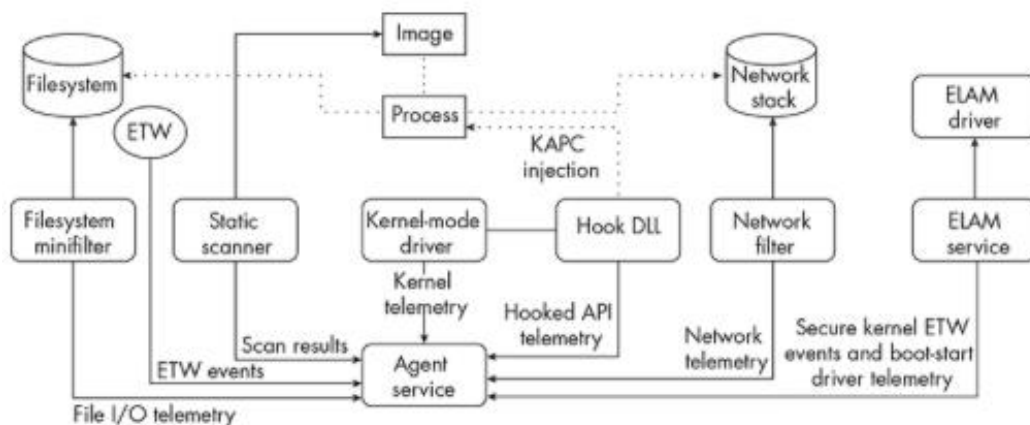 Image
Filesystem
Network
stack
ELAM
driver
ETW
Process
KAPC
injection
Filesystem
minifilter
Static
scanner
Kernel-mode
driver
Hook DLL
Network
filter
ELAM
service
Kernel
telemetry
Hooked API
telemetry
Scan results
Network
telemetry
Secure kernel ETW
events and boot-start
driver telemetry
ETW events
Agent
service
File I/O telemetry